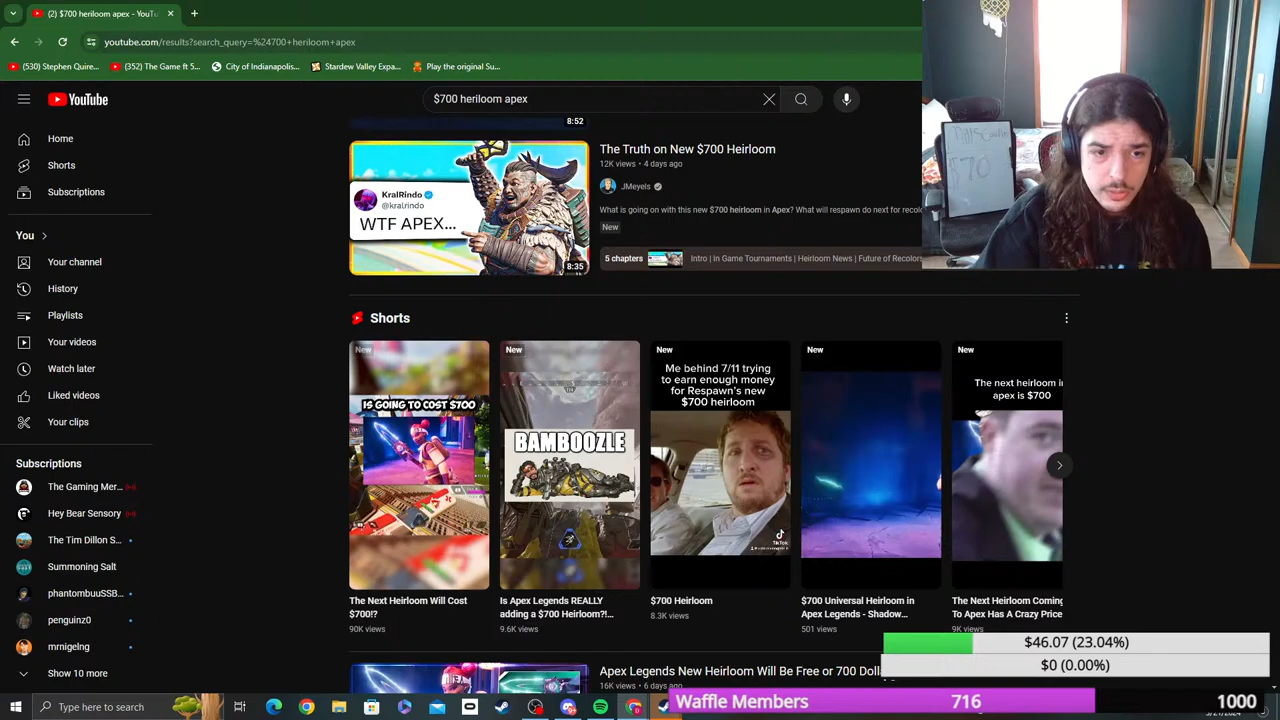 (2) $700 heriloom apex - YouTu
youtube.com/results?search_query=%24700+heriloom+apex
(530) Stephen Quire...
(352) The Game ft 5...
City of Indianapolis...
Stardew Valley Expa...
Play the original Su...
YouTube
$700 heriloom apex
Home
Shorts
Subscriptions
You
Your channel
History
Playlists
Your videos
Watch later
Liked videos
Your clips
Subscriptions
The Gaming Mer...
Hey Bear Sensory
The Tim Dillon S...
Summoning Salt
phantombuuSSB...
penguinz0
mrnigelng
Show 10 more
8:52
KralRindo
@kralrindo
WTF APEX...
8:35
The Truth on New $700 Heirloom
12K views • 4 days ago
JMeyels
What is going on with this new $700 heirloom in Apex? What will respawn do next for recolo
New
5 chapters
Intro | In Game Tournaments | Heirloom News | Future of Recolors
Shorts
New
IS GOING TO COST $700
The Next Heirloom Will Cost
$700!?
90K views
New
BAMBOOZLE
Is Apex Legends REALLY
adding a $700 Heirloom?!...
9.6K views
New
Me behind 7/11 trying
to earn enough money
for Respawn's new
$700 heirloom
TikTok
$700 Heirloom
8.3K views
New
$700 Universal Heirloom in
Apex Legends - Shadow...
501 views
New
The next heirloom in
apex is $700
The Next Heirloom Coming
To Apex Has A Crazy Price
9K views
Apex Legends New Heirloom Will Be Free or 700 Doll
16K views • 6 days ago
$70
$46.07 (23.04%)
$0 (0.00%)
Waffle Members
716
1000
Type here to search